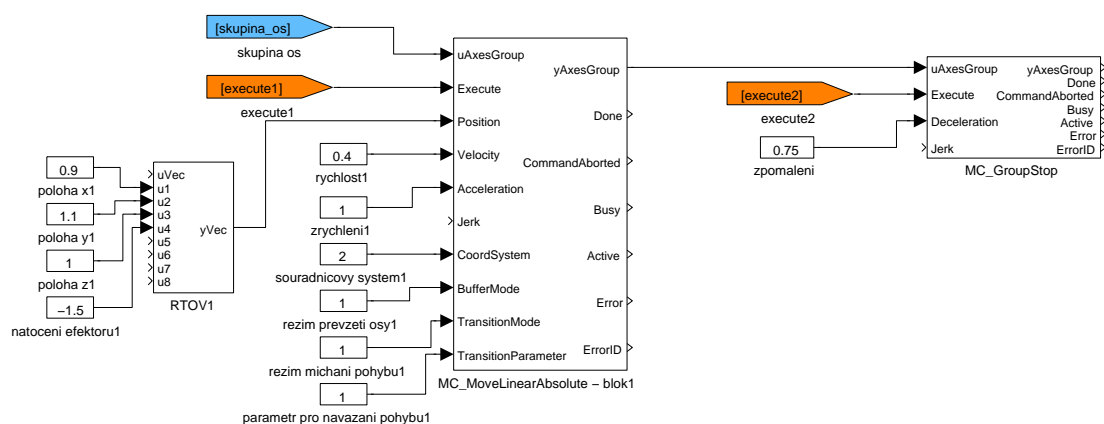 [skupina_os]
skupina os
[execute1]
execute1
0.9
poloha x1
1.1
poloha y1
1
poloha z1
−1.5
natoceni efektoru1
uVec
u1
u2
u3
u4
u5
u6
u7
u8
yVec
RTOV1
0.4
rychlost1
1
zrychleni1
2
souradnicovy system1
1
rezim prevzeti osy1
1
rezim michani pohybu1
1
parametr pro navazani pohybu1
uAxesGroup
Execute
Position
Velocity
Acceleration
Jerk
CoordSystem
BufferMode
TransitionMode
TransitionParameter
yAxesGroup
Done
CommandAborted
Busy
Active
Error
ErrorID
MC_MoveLinearAbsolute − blok1
[execute2]
execute2
0.75
zpomaleni
uAxesGroup
Execute
Deceleration
Jerk
yAxesGroup
Done
CommandAborted
Busy
Active
Error
ErrorID
MC_GroupStop